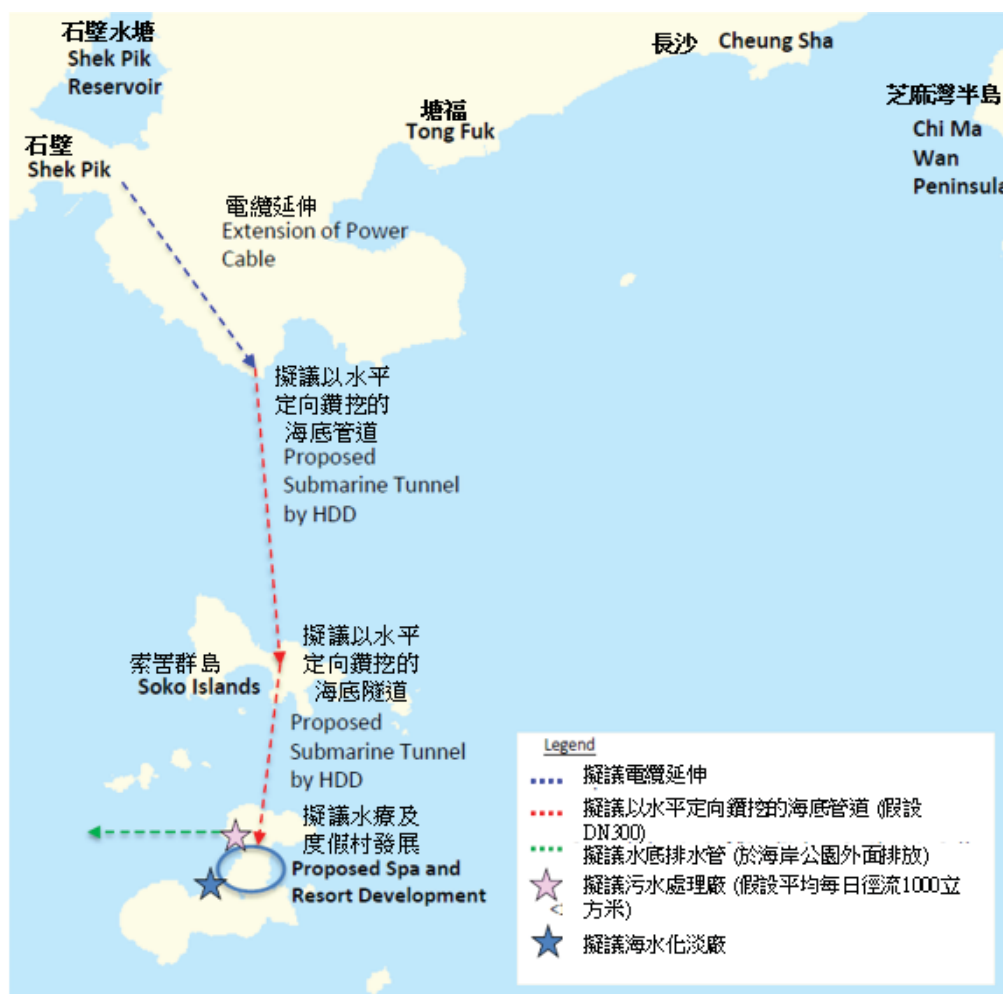 石壁水塘
Shek Pik
Reservoir
長沙 Cheung Sha
塘福
Tong Fuk
芝麻灣半島
Chi Ma
Wan
Peninsula
石壁
Shek Pik
電纜延伸
Extension of Power
Cable
擬議以水平
定向鑽挖的
海底管道
Proposed
Submarine Tunnel
by HDD
索罟群島
Soko Islands
擬議以水平
定向鑽挖的
海底隧道
Proposed
Submarine Tunnel
by HDD
擬議水療及
度假村發展
Proposed Spa and
Resort Development
Legend
擬議電纜延伸
擬議以水平定向鑽挖的海底管道 (假設
DN300)
擬議水底排水管 (於海岸公園外面排放)
擬議污水處理廠 (假設平均每日徑流1000立
方米)
擬議海水化淡廠